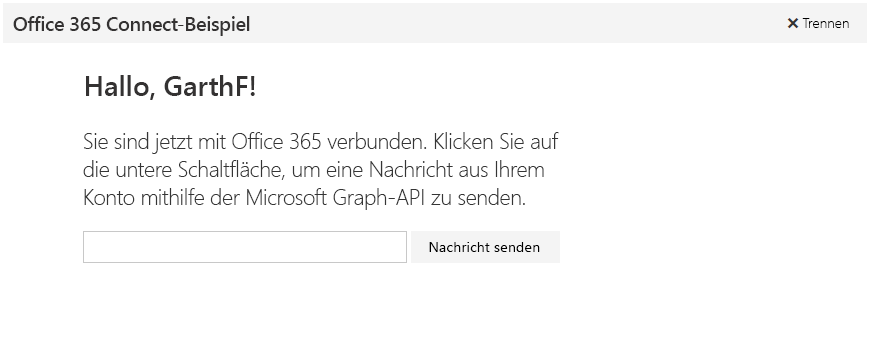 Office 365 Connect-Beispiel
✕ Trennen
Hallo, GarthF!
Sie sind jetzt mit Office 365 verbunden. Klicken Sie auf
die untere Schaltfläche, um eine Nachricht aus Ihrem
Konto mithilfe der Microsoft Graph-API zu senden.
Nachricht senden